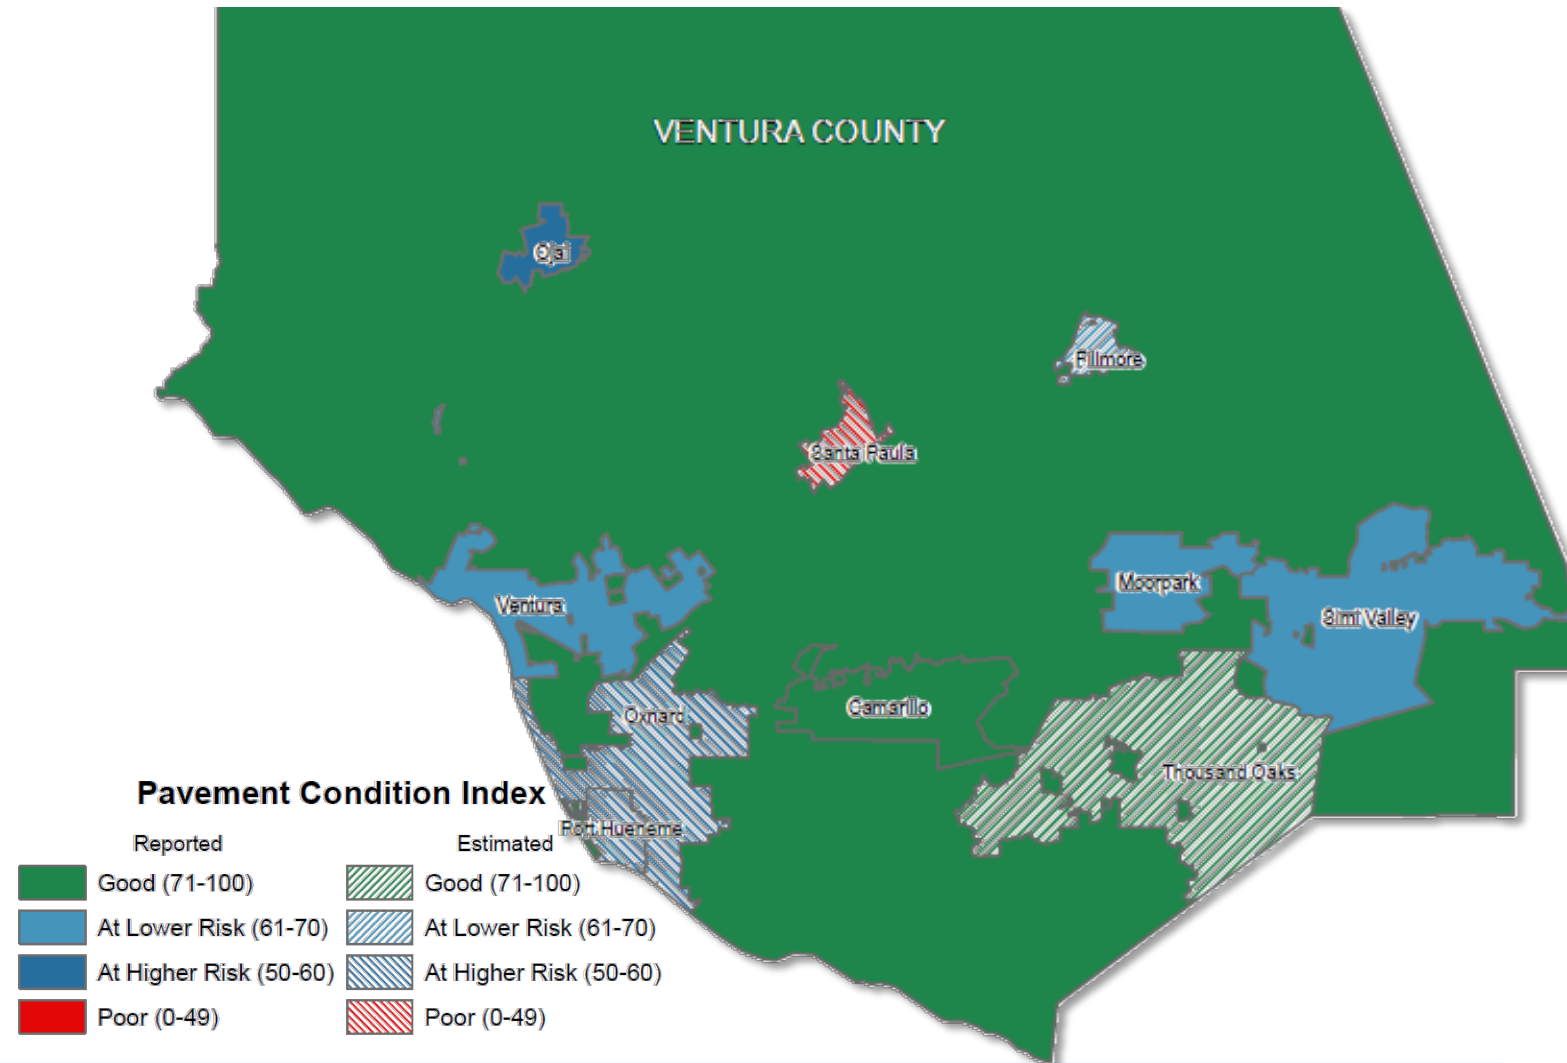 VENTURA COUNTY
Ojai
Fillmore
Santa Paula
Moorpark
Ventura
Simi Valley
Camarillo
Oxnard
Thousand Oaks
Port Hueneme
Pavement Condition Index
Reported
Estimated
Good (71-100)
Good (71-100)
At Lower Risk (61-70)
At Lower Risk (61-70)
At Higher Risk (50-60)
At Higher Risk (50-60)
Poor (0-49)
Poor (0-49)